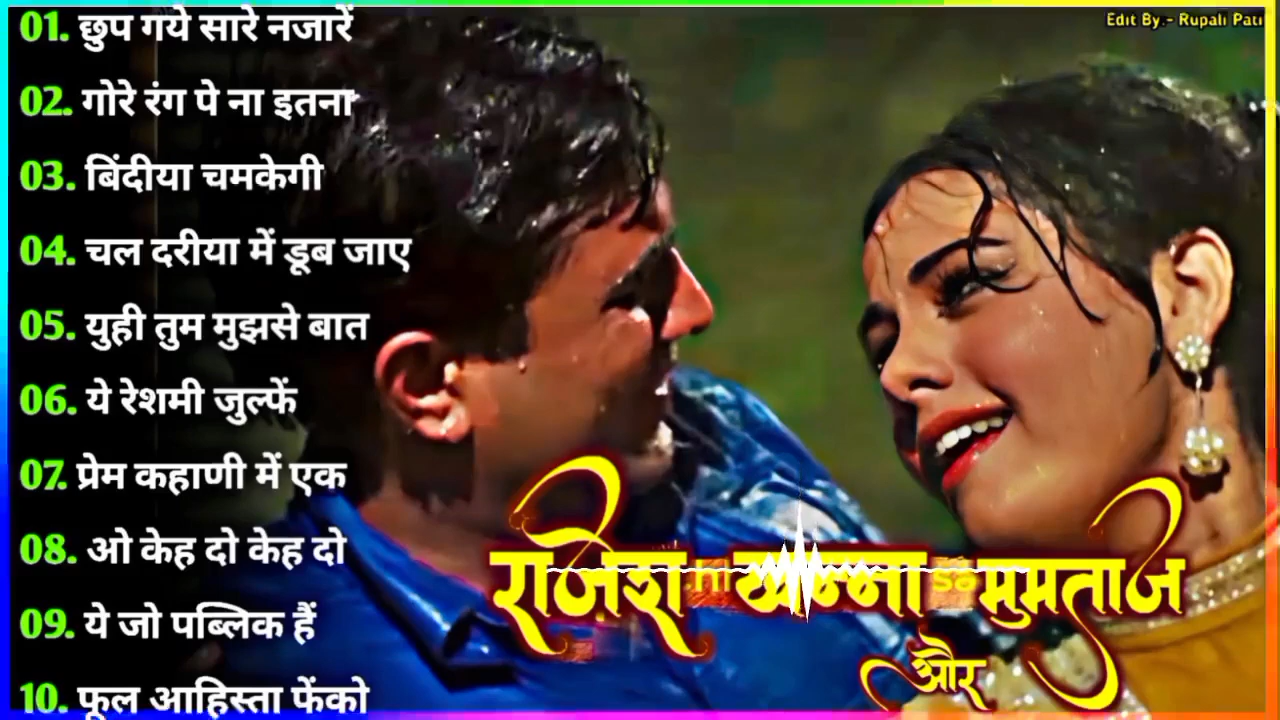 01. छुप गये सारे नजारें
Edit By - Rupali Pati
02. गोरे रंग पे ना इतना
03. बिंदीया चमकेगी
04. चल दरीया में डूब जाए
05. युही तुम मुझसे बात
06. ये रेशमी जुल्फें
07. प्रेम कहाणी में एक
08. ओ केह दो केह दो
09. ये जो पब्लिक हैं
10. फूल आहिस्ता फेंको
राजेश खन्ना मुमताज
और